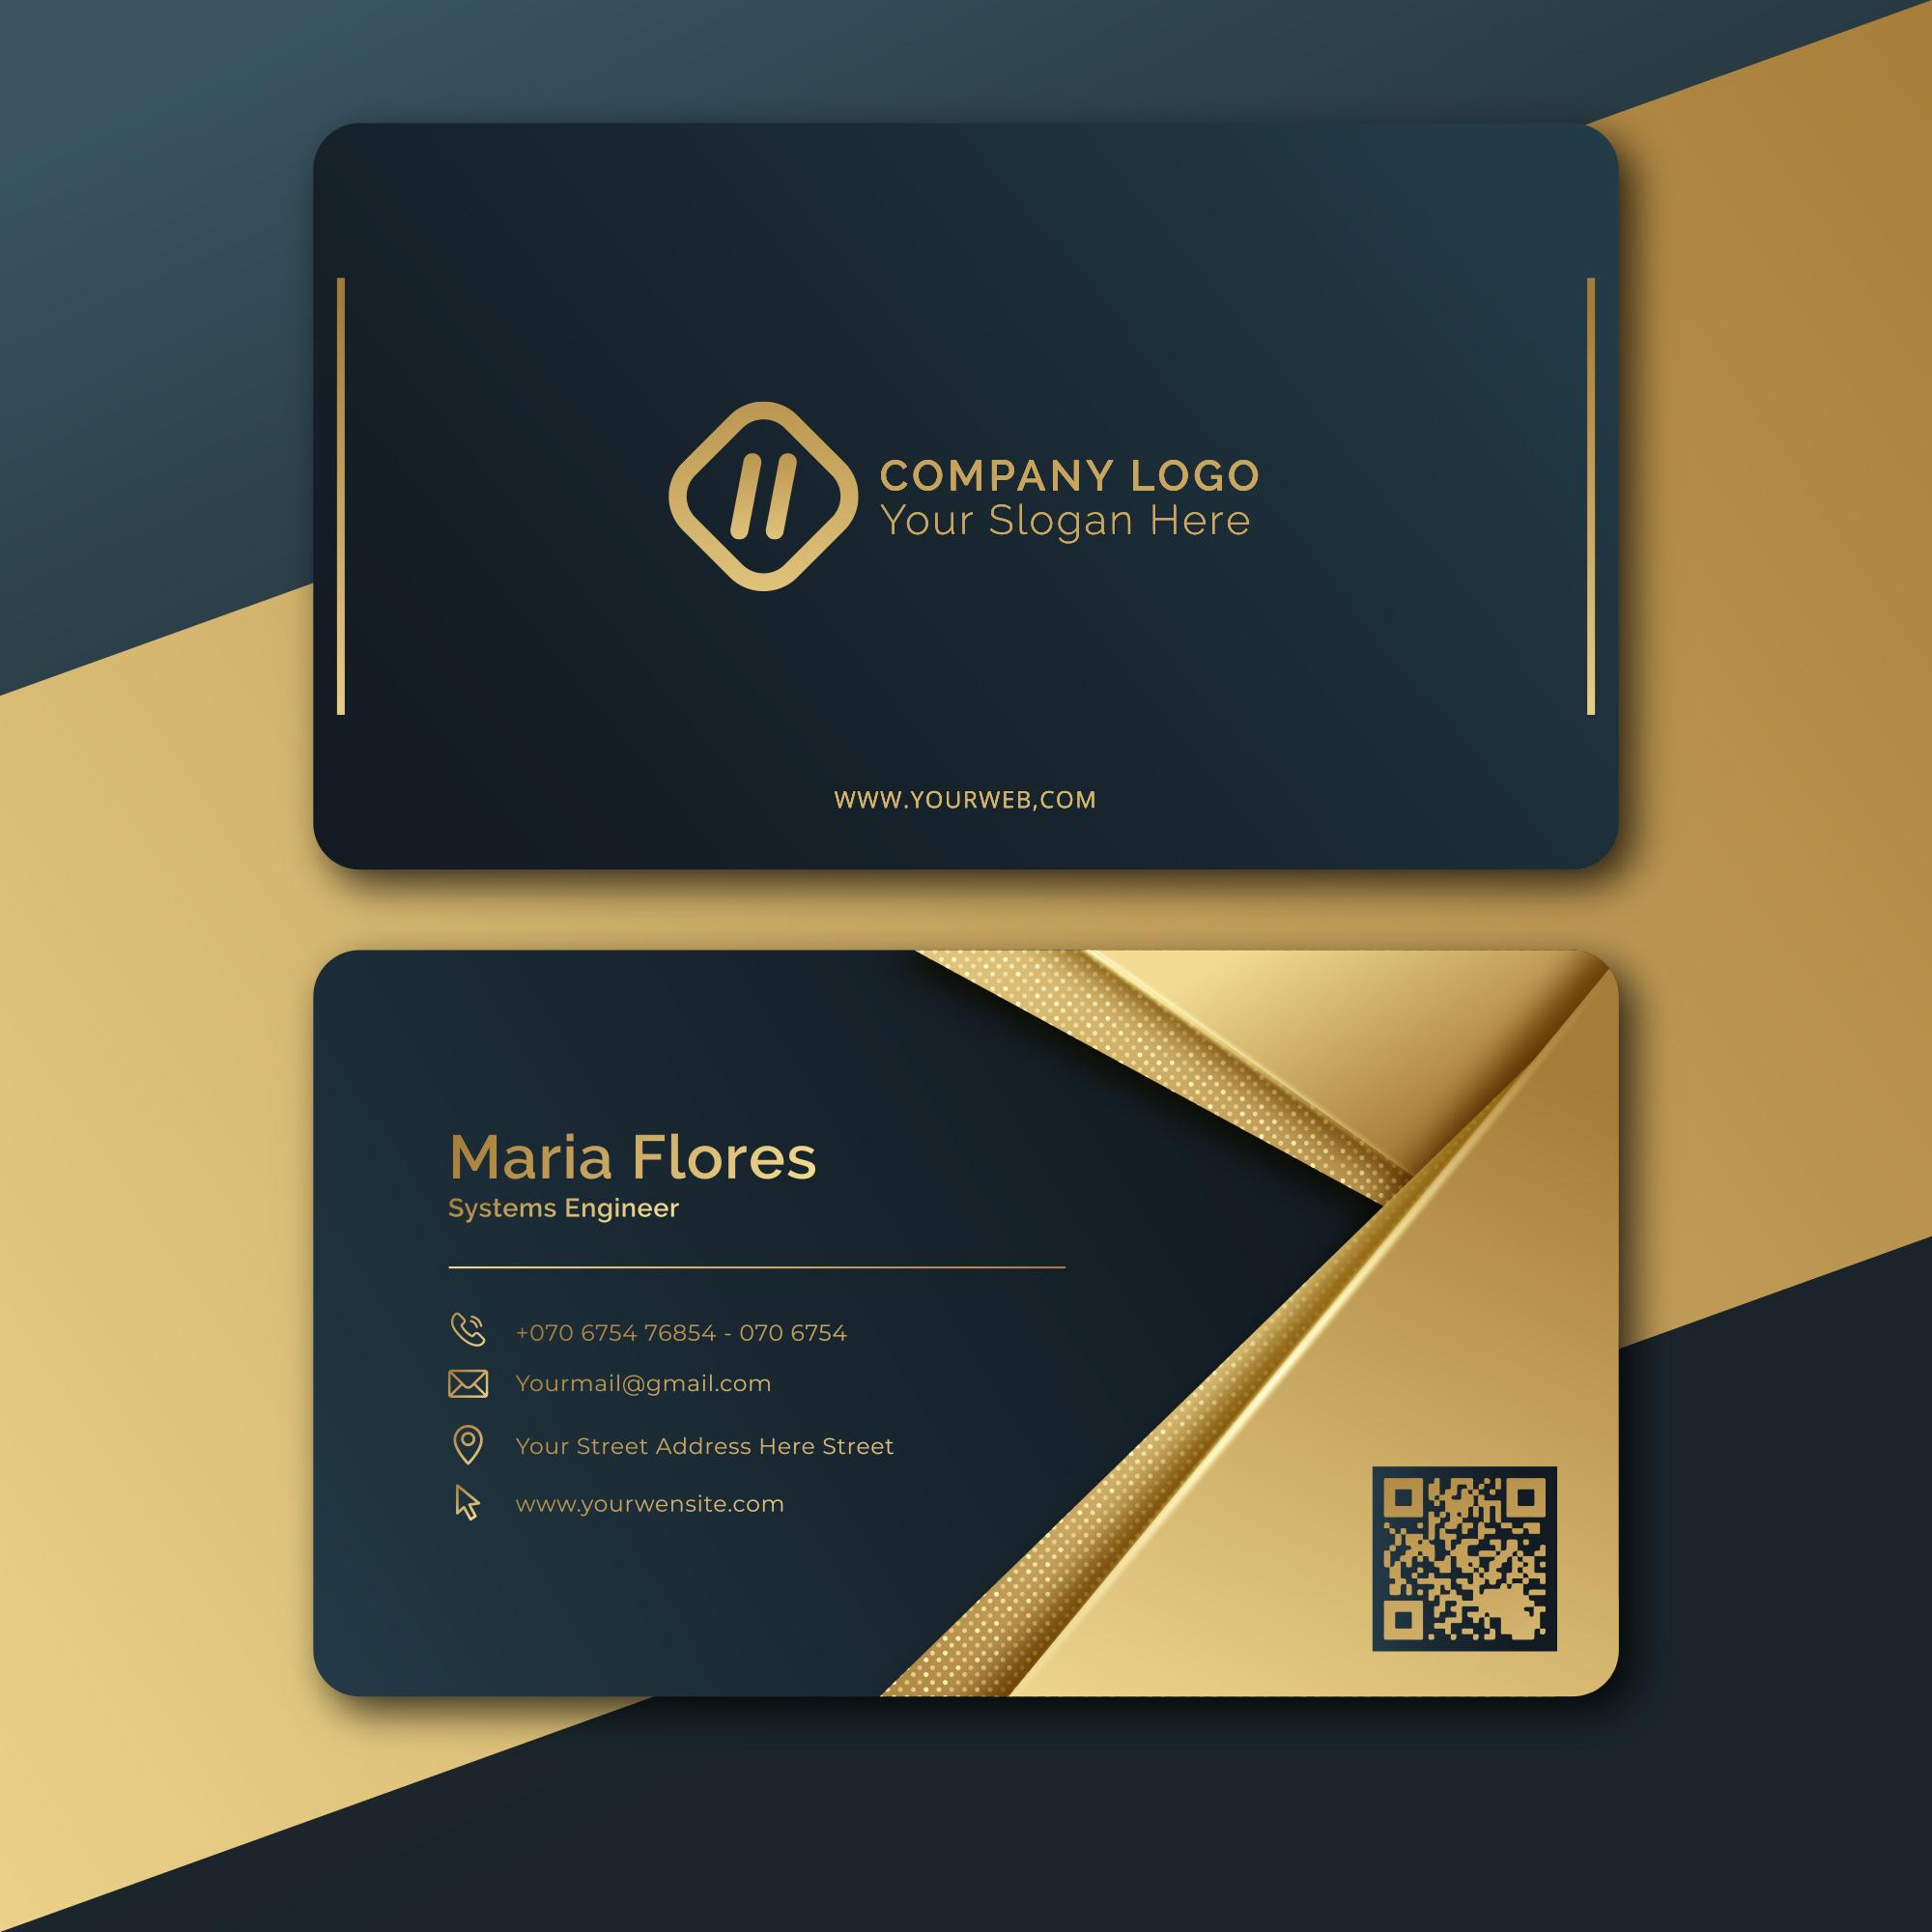 COMPANY LOGO
Your Slogan Here
WWW.YOURWEB,COM
Maria Flores
Systems Engineer
+070 6754 76854 - 070 6754
Yourmail@gmail.com
Your Street Address Here Street
www.yourwensite.com